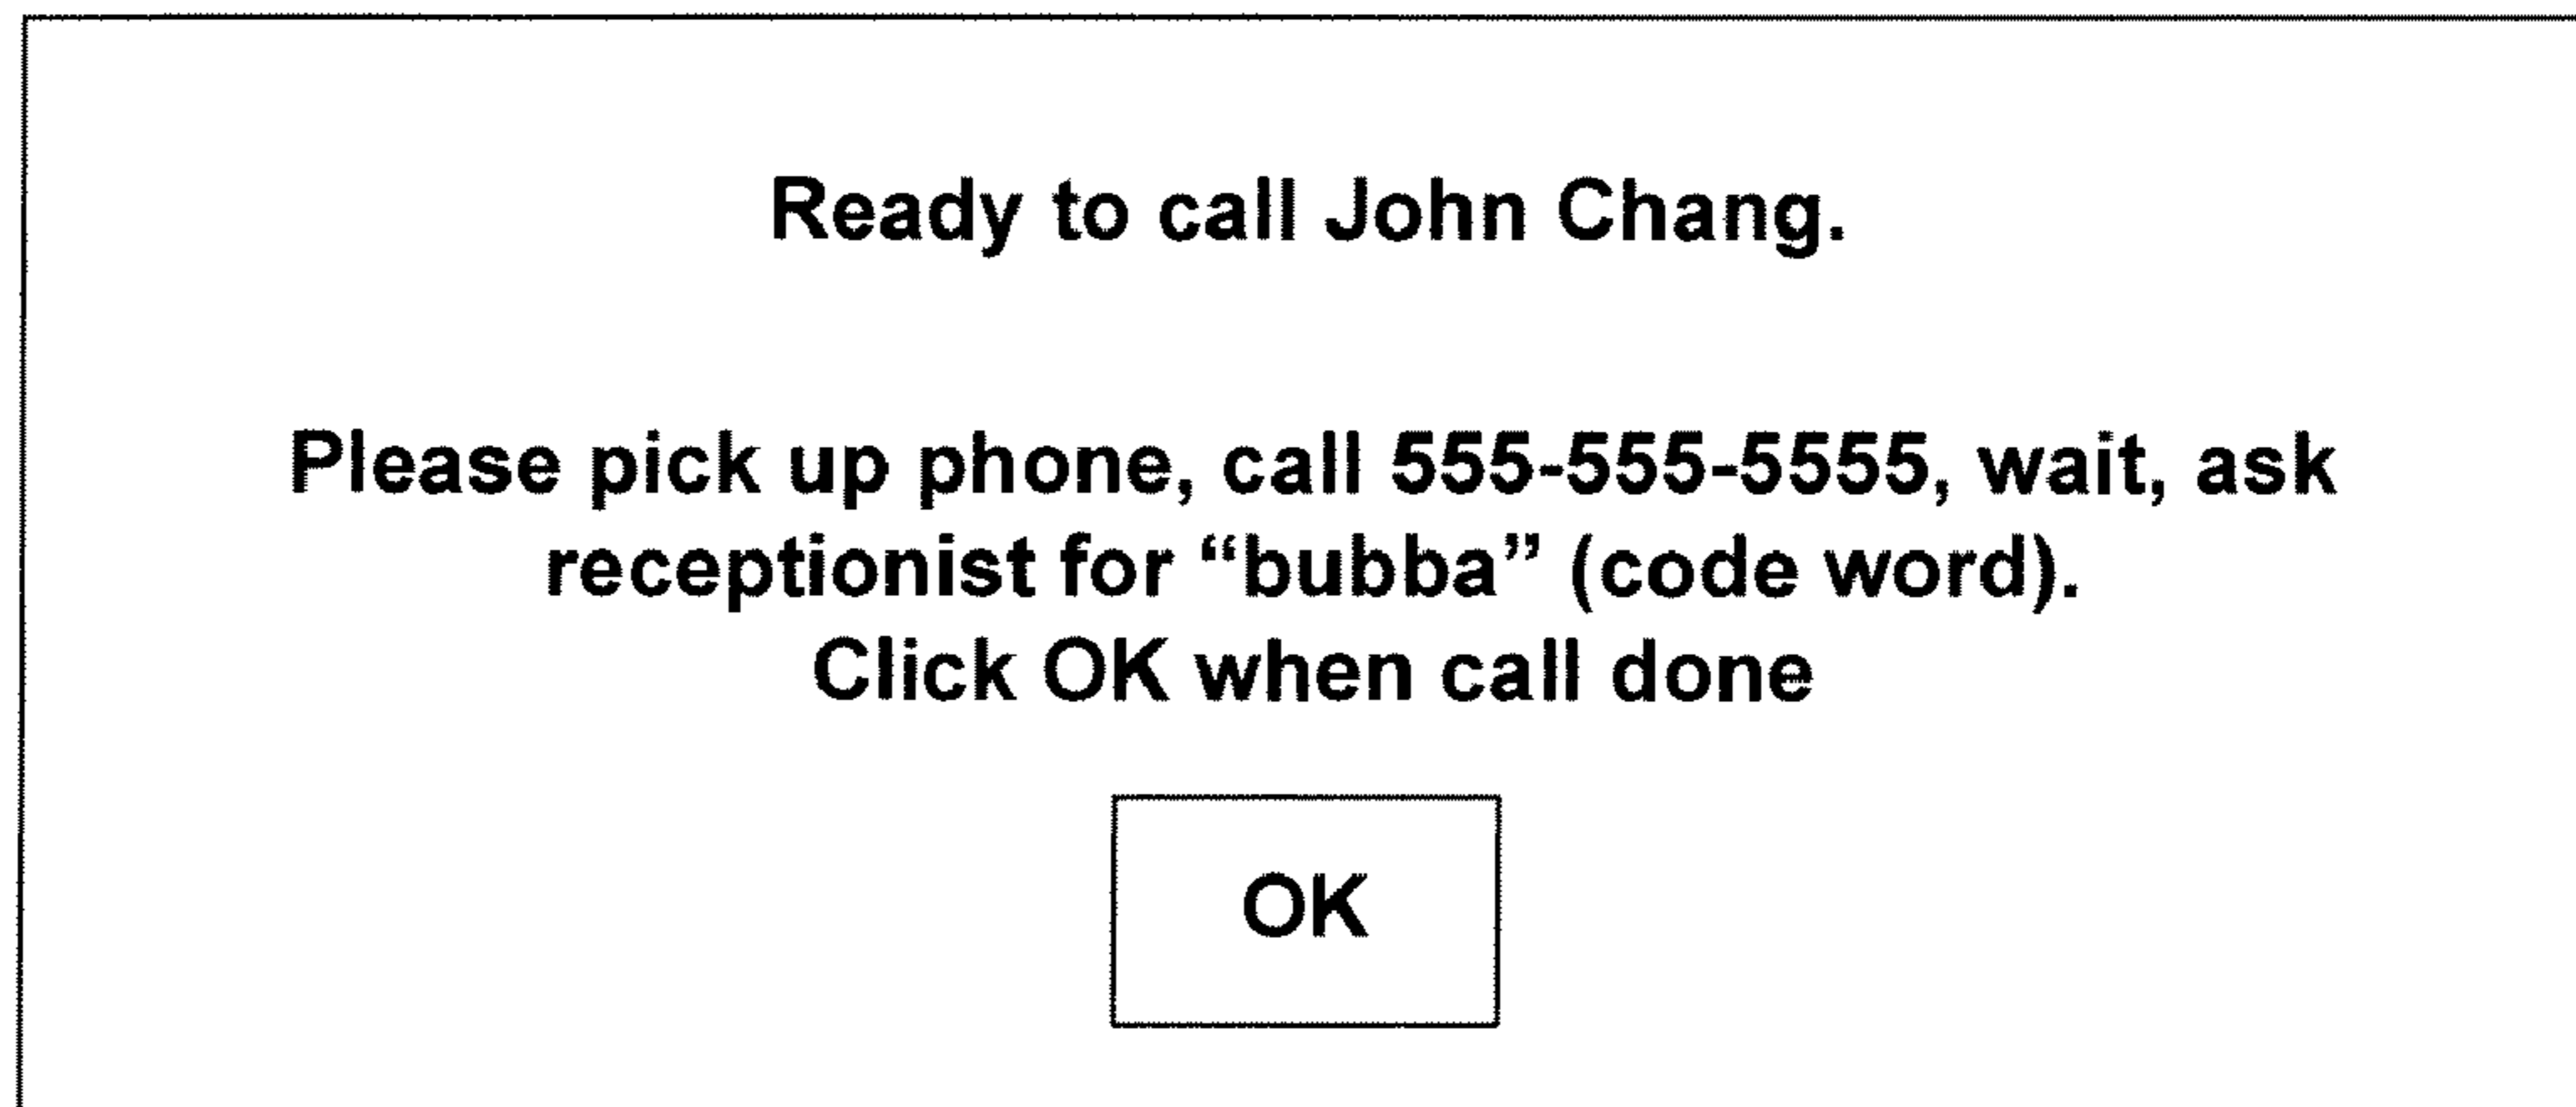 Ready to call John Chang.
Please pick up phone, call 555-555-5555, wait, ask
receptionist for “bubba” (code word).
Click OK when call done
OK